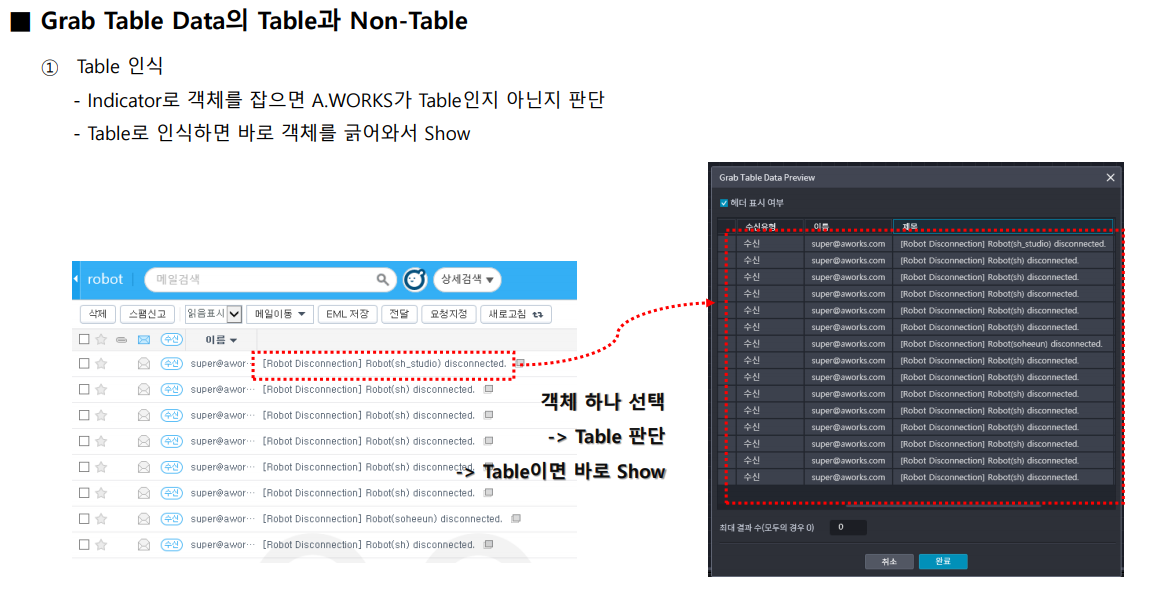 ■ Grab Table Data의 Table과 Non-Table
① Table 인식
- Indicator로 객체를 잡으면 A.WORKS가 Table인지 아닌지 판단
- Table로 인식하면 바로 객체를 긁어와서 Show
robot 메일검색 상세검색 ▼
삭제 스팸신고 읽음표시 메일이동 ▼ EML 저장 전달 요청지정 새로고침
수신 이름 ▼
수신 super@awor··· [Robot Disconnection] Robot(sh_studio) disconnected.
수신 super@awor··· [Robot Disconnection] Robot(sh) disconnected.
수신 super@awor··· [Robot Disconnection] Robot(sh) disconnected.
수신 super@awor··· [Robot Disconnection] Robot(sh) disconnected.
수신 super@awor··· [Robot Disconnection] Robot(sh) disconnected.
수신 super@awor··· [Robot Disconnection] Robot(sh) disconnected.
수신 super@awor··· [Robot Disconnection] Robot(soheeun) disconnected.
수신 super@awor··· [Robot Disconnection] Robot(sh) disconnected.
객체 하나 선택
-> Table 판단
-> Table이면 바로 Show
Grab Table Data Preview
헤더 표시 여부
수신유형 이름 제목
수신 super@aworks.com [Robot Disconnection] Robot(sh_studio) disconnected.
수신 super@aworks.com [Robot Disconnection] Robot(sh) disconnected.
수신 super@aworks.com [Robot Disconnection] Robot(sh) disconnected.
수신 super@aworks.com [Robot Disconnection] Robot(sh) disconnected.
수신 super@aworks.com [Robot Disconnection] Robot(sh) disconnected.
수신 super@aworks.com [Robot Disconnection] Robot(sh) disconnected.
수신 super@aworks.com [Robot Disconnection] Robot(soheeun) disconnected.
수신 super@aworks.com [Robot Disconnection] Robot(sh) disconnected.
수신 super@aworks.com [Robot Disconnection] Robot(sh) disconnected.
수신 super@aworks.com [Robot Disconnection] Robot(sh) disconnected.
수신 super@aworks.com [Robot Disconnection] Robot(sh) disconnected.
수신 super@aworks.com [Robot Disconnection] Robot(sh) disconnected.
수신 super@aworks.com [Robot Disconnection] Robot(sh) disconnected.
수신 super@aworks.com [Robot Disconnection] Robot(sh) disconnected.
수신 super@aworks.com [Robot Disconnection] Robot(sh) disconnected.
최대 결과 수(모두의 경우 0) 0
취소 완료